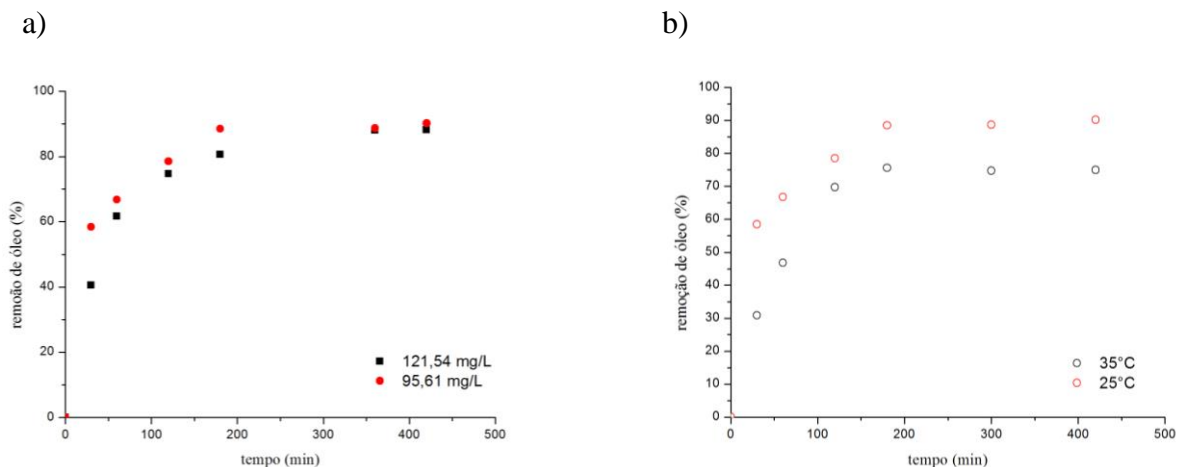 a)
100
80
60
40
20
0
remoão de óleo (%)
121,54 mg/L
95,61 mg/L
0
100
200
300
400
500
tempo (min)
b)
100
90
80
70
60
50
40
30
20
10
0
remoção de óleo (%)
35°C
25°C
0
100
200
300
400
500
tempo (min)